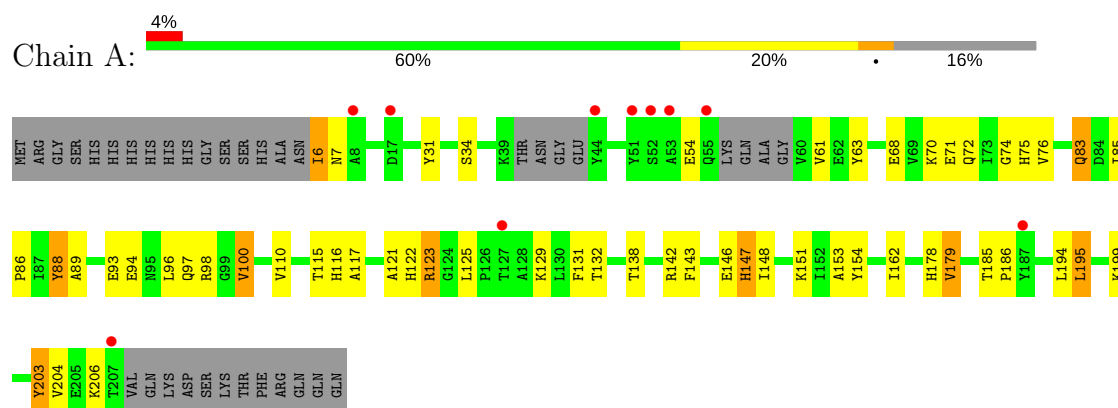 4%
Chain A:
60% 20% • 16%
MET ARG GLY SER HIS HIS HIS HIS HIS HIS GLY SER SER HIS ALA ASN I6 N7 A8 D17 Y31 S34 K39 THR ASN GLY GLU Y44 Y51 S52 A53 E54 Q55 LYS GLN ALA GLY V60 V61 E62 Y63 E68 V69 K70 E71 Q72 I73 G74 H75 V76 Q83 D84 I85
P86 I87 Y88 A89 E93 E94 N95 L96 Q97 R98 G99 V100 V110 T115 H116 A117 A121 H122 R123 G124 L125 P126 T127 A128 K129 L130 F131 T132 T138 R142 F143 E146 H147 I148 K151 I152 A153 Y154 I162 H178 V179 T185 P186 Y187 L194 L195 K199
Y203 V204 E205 K206 T207 VAL GLN LYS ASP SER LYS THR PHE ARG GLN GLN GLN